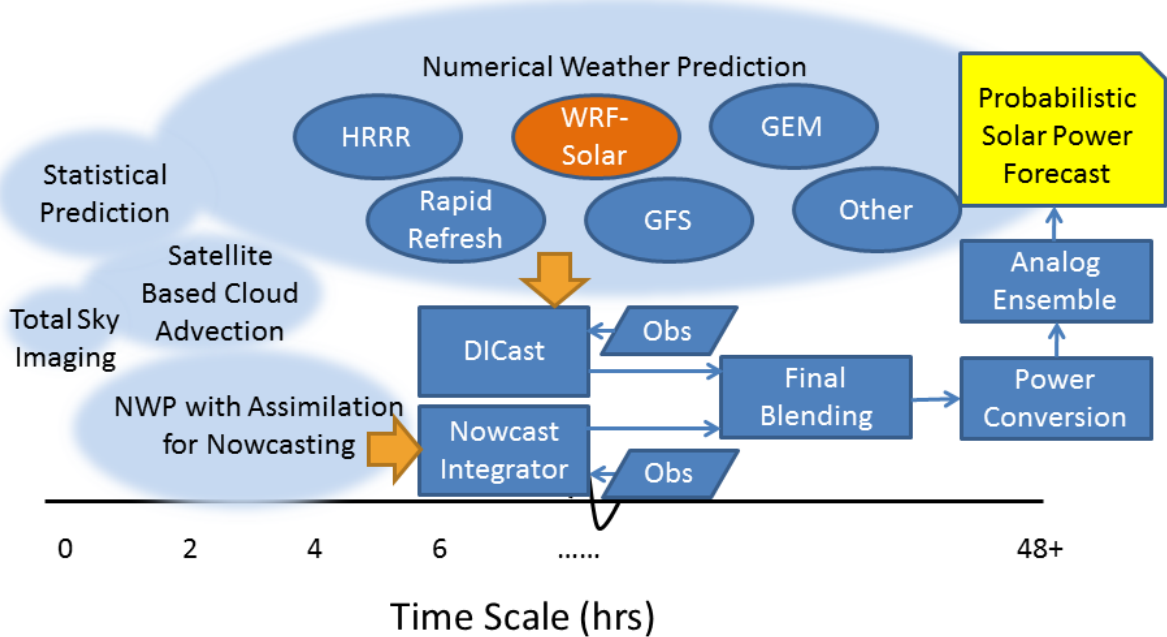 Numerical Weather Prediction
HRRR
WRF-
Solar
GEM
Rapid
Refresh
GFS
Other
Probabilistic
Solar Power
Forecast
Statistical
Prediction
Satellite
Based Cloud
Advection
Total Sky
Imaging
NWP with Assimilation
for Nowcasting
DICast
Obs
Nowcast
Integrator
Obs
Final
Blending
Power
Conversion
Analog
Ensemble
0 2 4 6 ...... 48+
Time Scale (hrs)